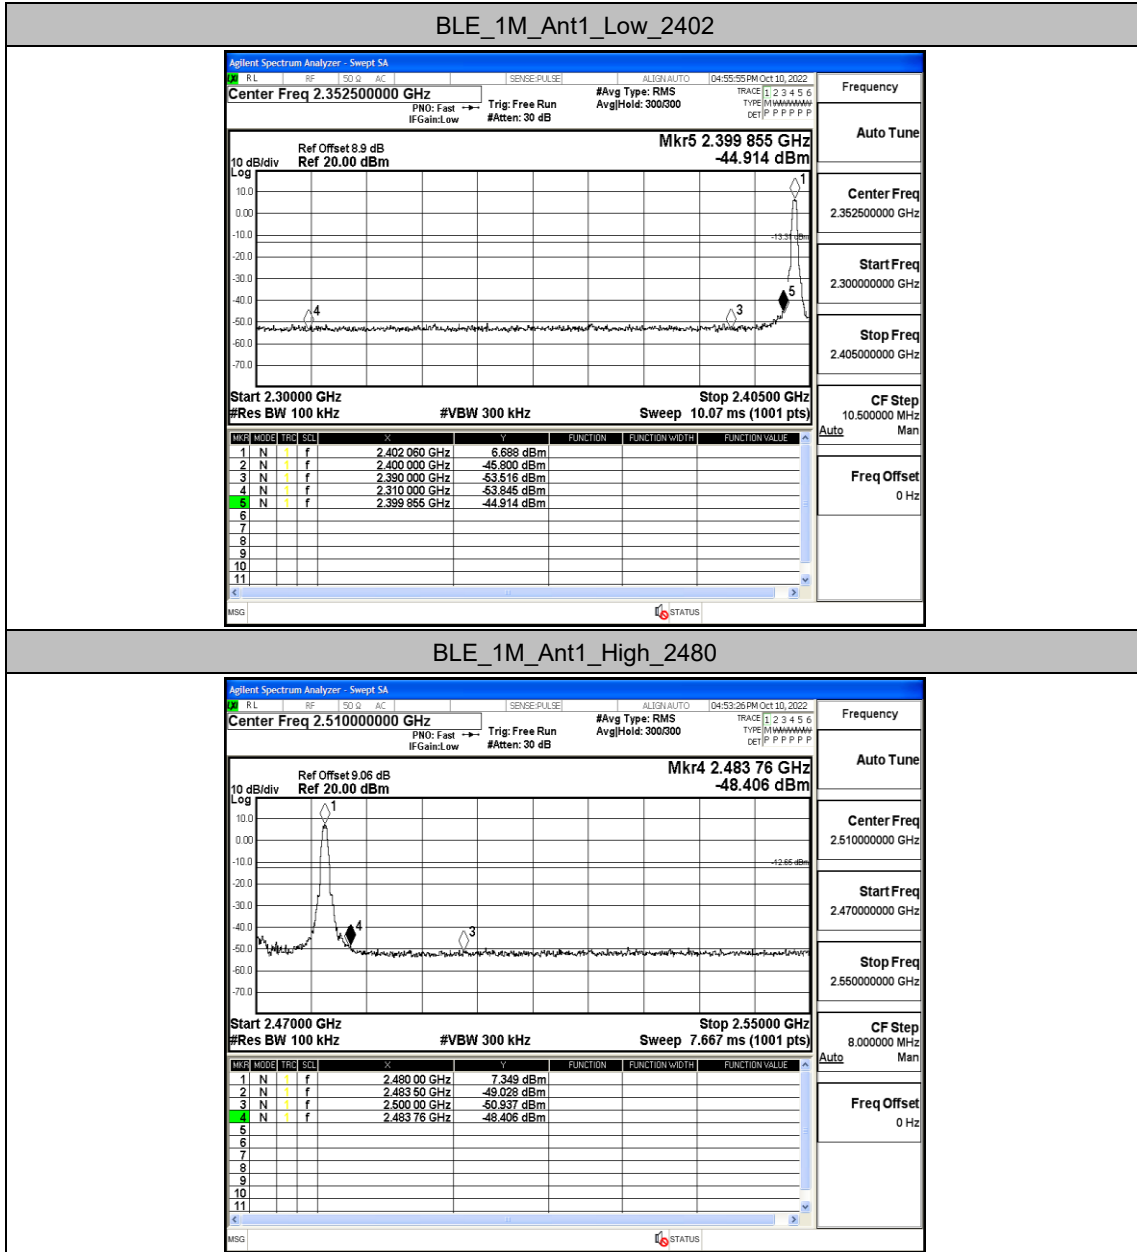 BLE_1M_Ant1_Low_2402
Agilent Spectrum Analyzer - Swept SA
LXI RL RF 50 Ω AC SENSE:PULSE ALIGN AUTO 04:55:55 PM Oct 10, 2022
Center Freq 2.352500000 GHz #Avg Type: RMS TRACE 1 2 3 4 5 6
PNO: Fast Trig: Free Run Avg|Hold: 300/300 TYPE M WWWWW
IFGain:Low #Atten: 30 dB DET P P P P P P
Frequency
Auto Tune
Ref Offset 8.9 dB Mkr5 2.399 855 GHz
10 dB/div Ref 20.00 dBm -44.914 dBm
Log
10.0
0.00
-10.0
-20.0
-30.0
-40.0
-50.0
-60.0
-70.0
1
-13.31 dBm
5
4
3
Center Freq
2.352500000 GHz
Start Freq
2.300000000 GHz
Stop Freq
2.405000000 GHz
Start 2.30000 GHz Stop 2.40500 GHz
#Res BW 100 kHz #VBW 300 kHz Sweep 10.07 ms (1001 pts)
CF Step
10.500000 MHz
Auto Man
MKR MODE TRC SCL X Y FUNCTION FUNCTION WIDTH FUNCTION VALUE
1 N 1 f 2.402 060 GHz 6.688 dBm
2 N 1 f 2.400 000 GHz -45.800 dBm
3 N 1 f 2.390 000 GHz -53.516 dBm
4 N 1 f 2.310 000 GHz -53.845 dBm
5 N 1 f 2.399 855 GHz -44.914 dBm
6
7
8
9
10
11
Freq Offset
0 Hz
MSG STATUS
BLE_1M_Ant1_High_2480
Agilent Spectrum Analyzer - Swept SA
LXI RL RF 50 Ω AC SENSE:PULSE ALIGN AUTO 04:53:26 PM Oct 10, 2022
Center Freq 2.510000000 GHz #Avg Type: RMS TRACE 1 2 3 4 5 6
PNO: Fast Trig: Free Run Avg|Hold: 300/300 TYPE M WWWWW
IFGain:Low #Atten: 30 dB DET P P P P P P
Frequency
Auto Tune
Ref Offset 9.06 dB Mkr4 2.483 76 GHz
10 dB/div Ref 20.00 dBm -48.406 dBm
Log
10.0
0.00
-10.0
-20.0
-30.0
-40.0
-50.0
-60.0
-70.0
1
-12.65 dBm
4
3
Center Freq
2.510000000 GHz
Start Freq
2.470000000 GHz
Stop Freq
2.550000000 GHz
Start 2.47000 GHz Stop 2.55000 GHz
#Res BW 100 kHz #VBW 300 kHz Sweep 7.667 ms (1001 pts)
CF Step
8.000000 MHz
Auto Man
MKR MODE TRC SCL X Y FUNCTION FUNCTION WIDTH FUNCTION VALUE
1 N 1 f 2.480 00 GHz 7.349 dBm
2 N 1 f 2.483 50 GHz -49.028 dBm
3 N 1 f 2.500 00 GHz -50.937 dBm
4 N 1 f 2.483 76 GHz -48.406 dBm
5
6
7
8
9
10
11
Freq Offset
0 Hz
MSG STATUS